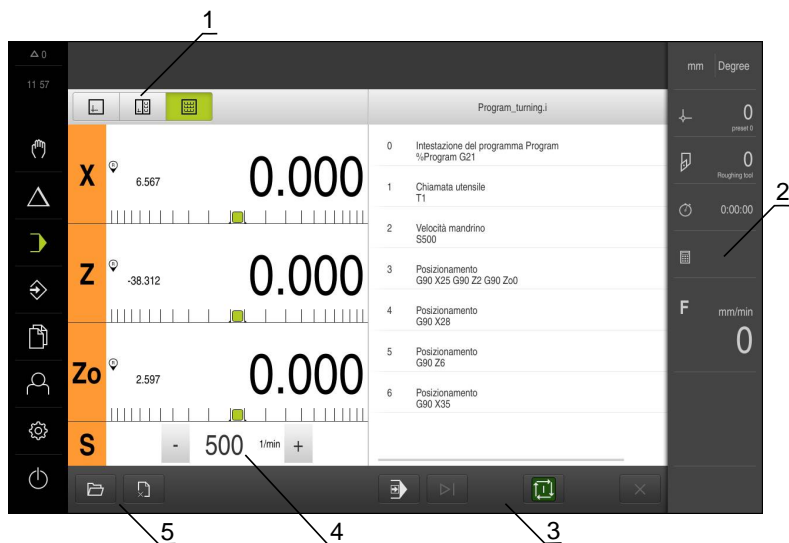 1
0
11 57
mm Degree
Program_turning.i
X
R
6.567
0.000
Z
R
-38.312
0.000
Zo
R
2.597
0.000
S
-
500
1/min
+
0 Intestazione del programma Program
%Program G21
1 Chiamata utensile
T1
2 Velocità mandrino
S500
3 Posizionamento
G90 X25 G90 Z2 G90 Zo0
4 Posizionamento
G90 X28
5 Posizionamento
G90 Z6
6 Posizionamento
G90 X35
0
preset 0
0
Roughing tool
0:00:00
2
F mm/min
0
5
4
3